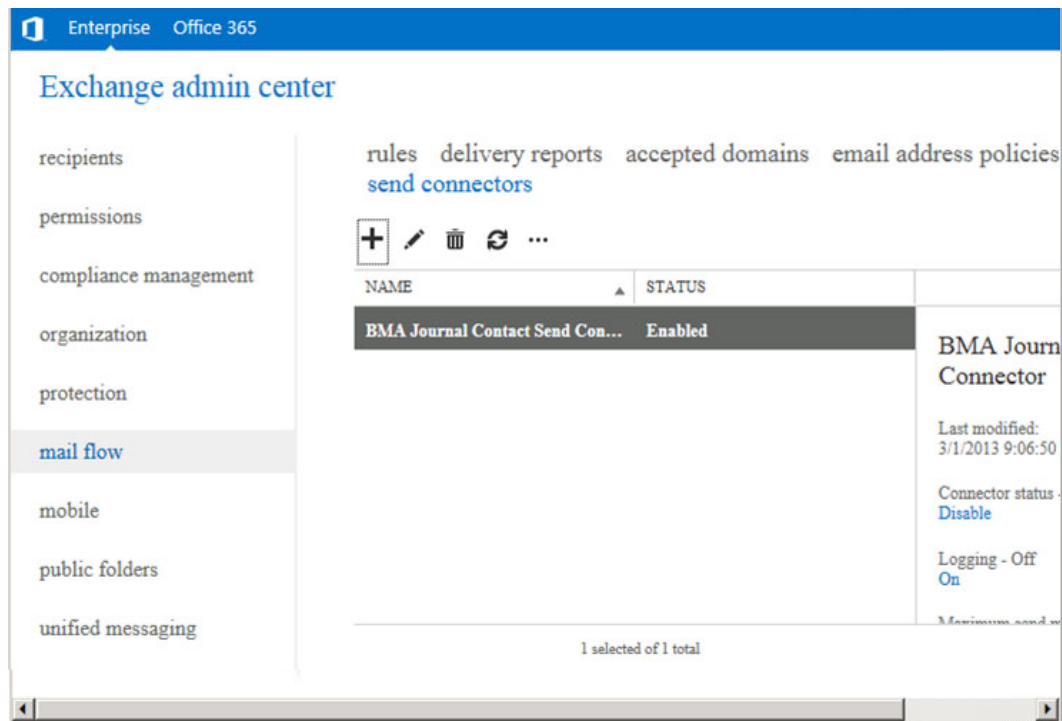 Enterprise Office 365
Exchange admin center
recipients
permissions
compliance management
organization
protection
mail flow
mobile
public folders
unified messaging
rules delivery reports accepted domains email address policies
send connectors
NAME STATUS
BMA Journal Contact Send Con... Enabled
1 selected of 1 total
BMA Journ
Connector
Last modified:
3/1/2013 9:06:50
Connector status -
Disable
Logging - Off
On